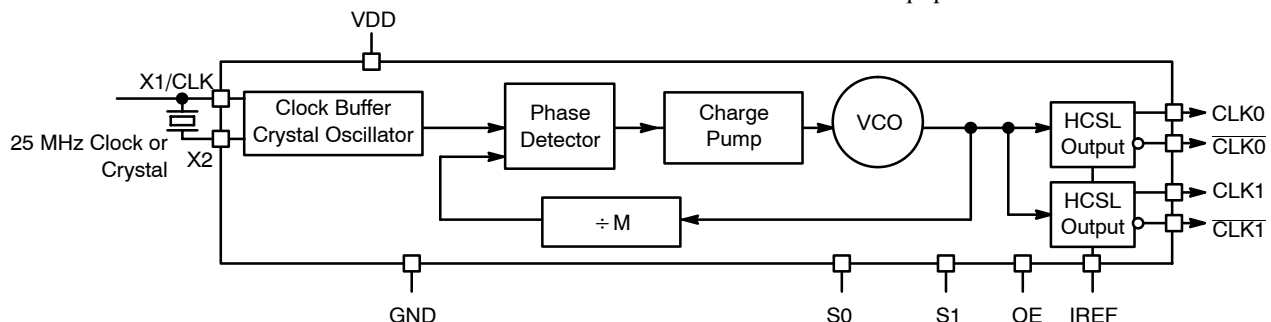 VDD
X1/CLK
25 MHz Clock or
Crystal
X2
Clock Buffer
Crystal Oscillator
Phase
Detector
Charge
Pump
VCO
÷ M
HCSL
Output
HCSL
Output
CLK0
CLK0
CLK1
CLK1
GND
S0
S1
OE
IREF